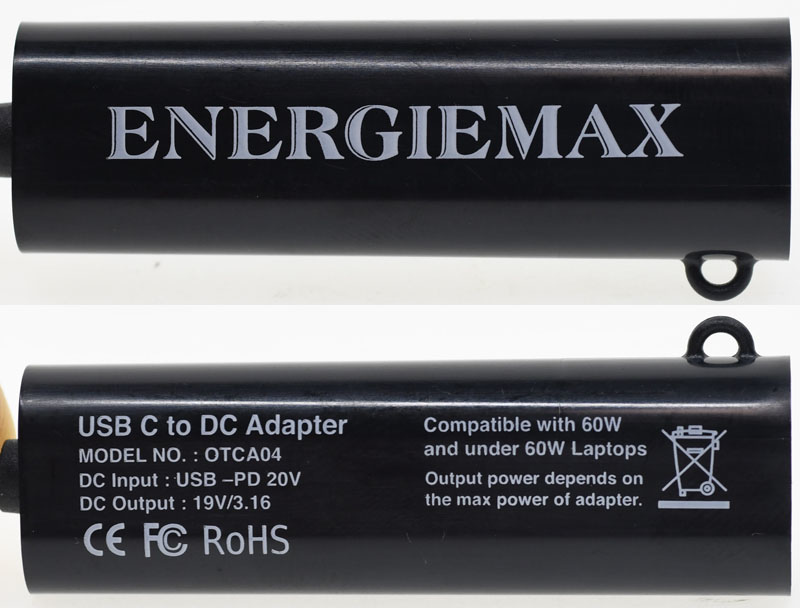 ENERGIEMAX
USB C to DC Adapter
MODEL NO. : OTCA04
DC Input : USB –PD 20V
DC Output : 19V/3.16
CE FC RoHS
Compatible with 60W
and under 60W Laptops
Output power depends on
the max power of adapter.